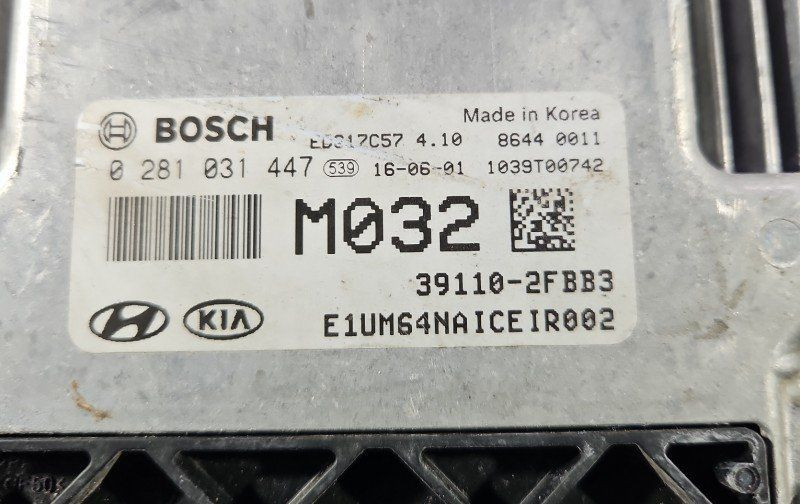 BOSCH
Made in Korea
EDC17C57 4.10 8644 0011
0 281 031 447 539 16-06-01 1039T00742
M032
39110-2FBB3
KIA E1UM64NAICEIR002